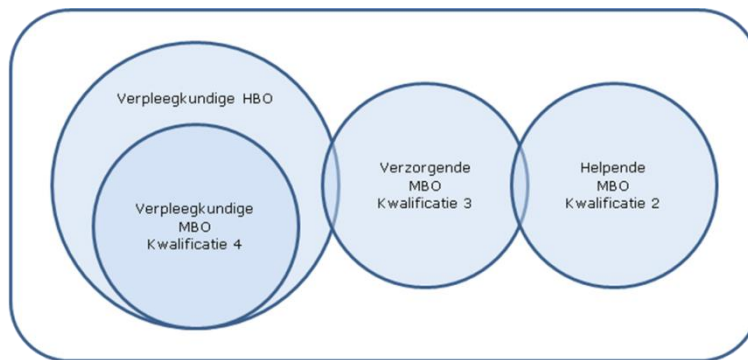 Verpleegkundige HBO
Verpleegkundige
MBO
Kwalificatie 4
Verzorgende
MBO
Kwalificatie 3
Helpende
MBO
Kwalificatie 2